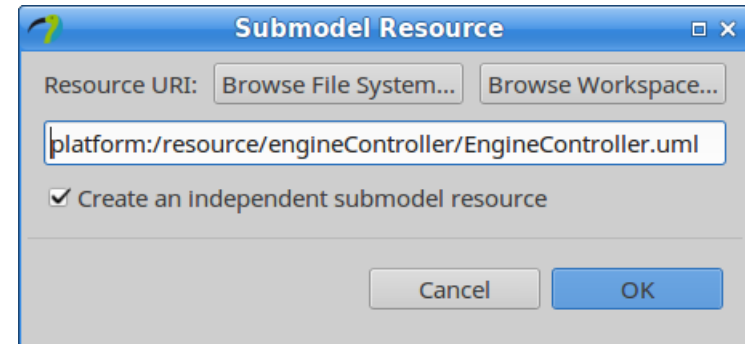 Submodel Resource
Resource URI: Browse File System... Browse Workspace...
platform:/resource/engineController/EngineController.uml
Create an independent submodel resource
Cancel OK